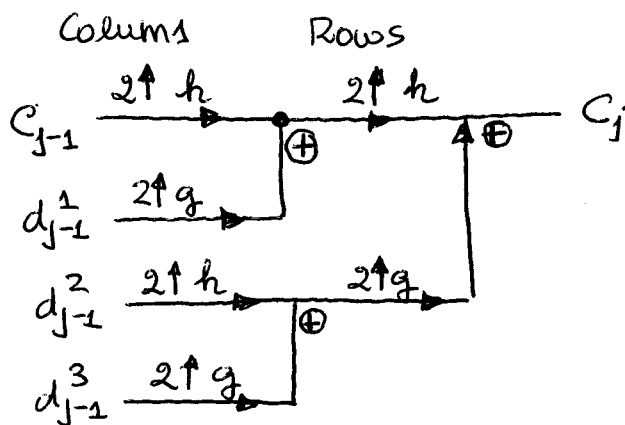 Colums Rows
2↑ h 2↑ h
C_{j-1} ⊕ ⊕ C_j
d^1_{j-1} 2↑ g
d^2_{j-1} 2↑ h ⊕ 2↑ g
d^3_{j-1} 2↑ g